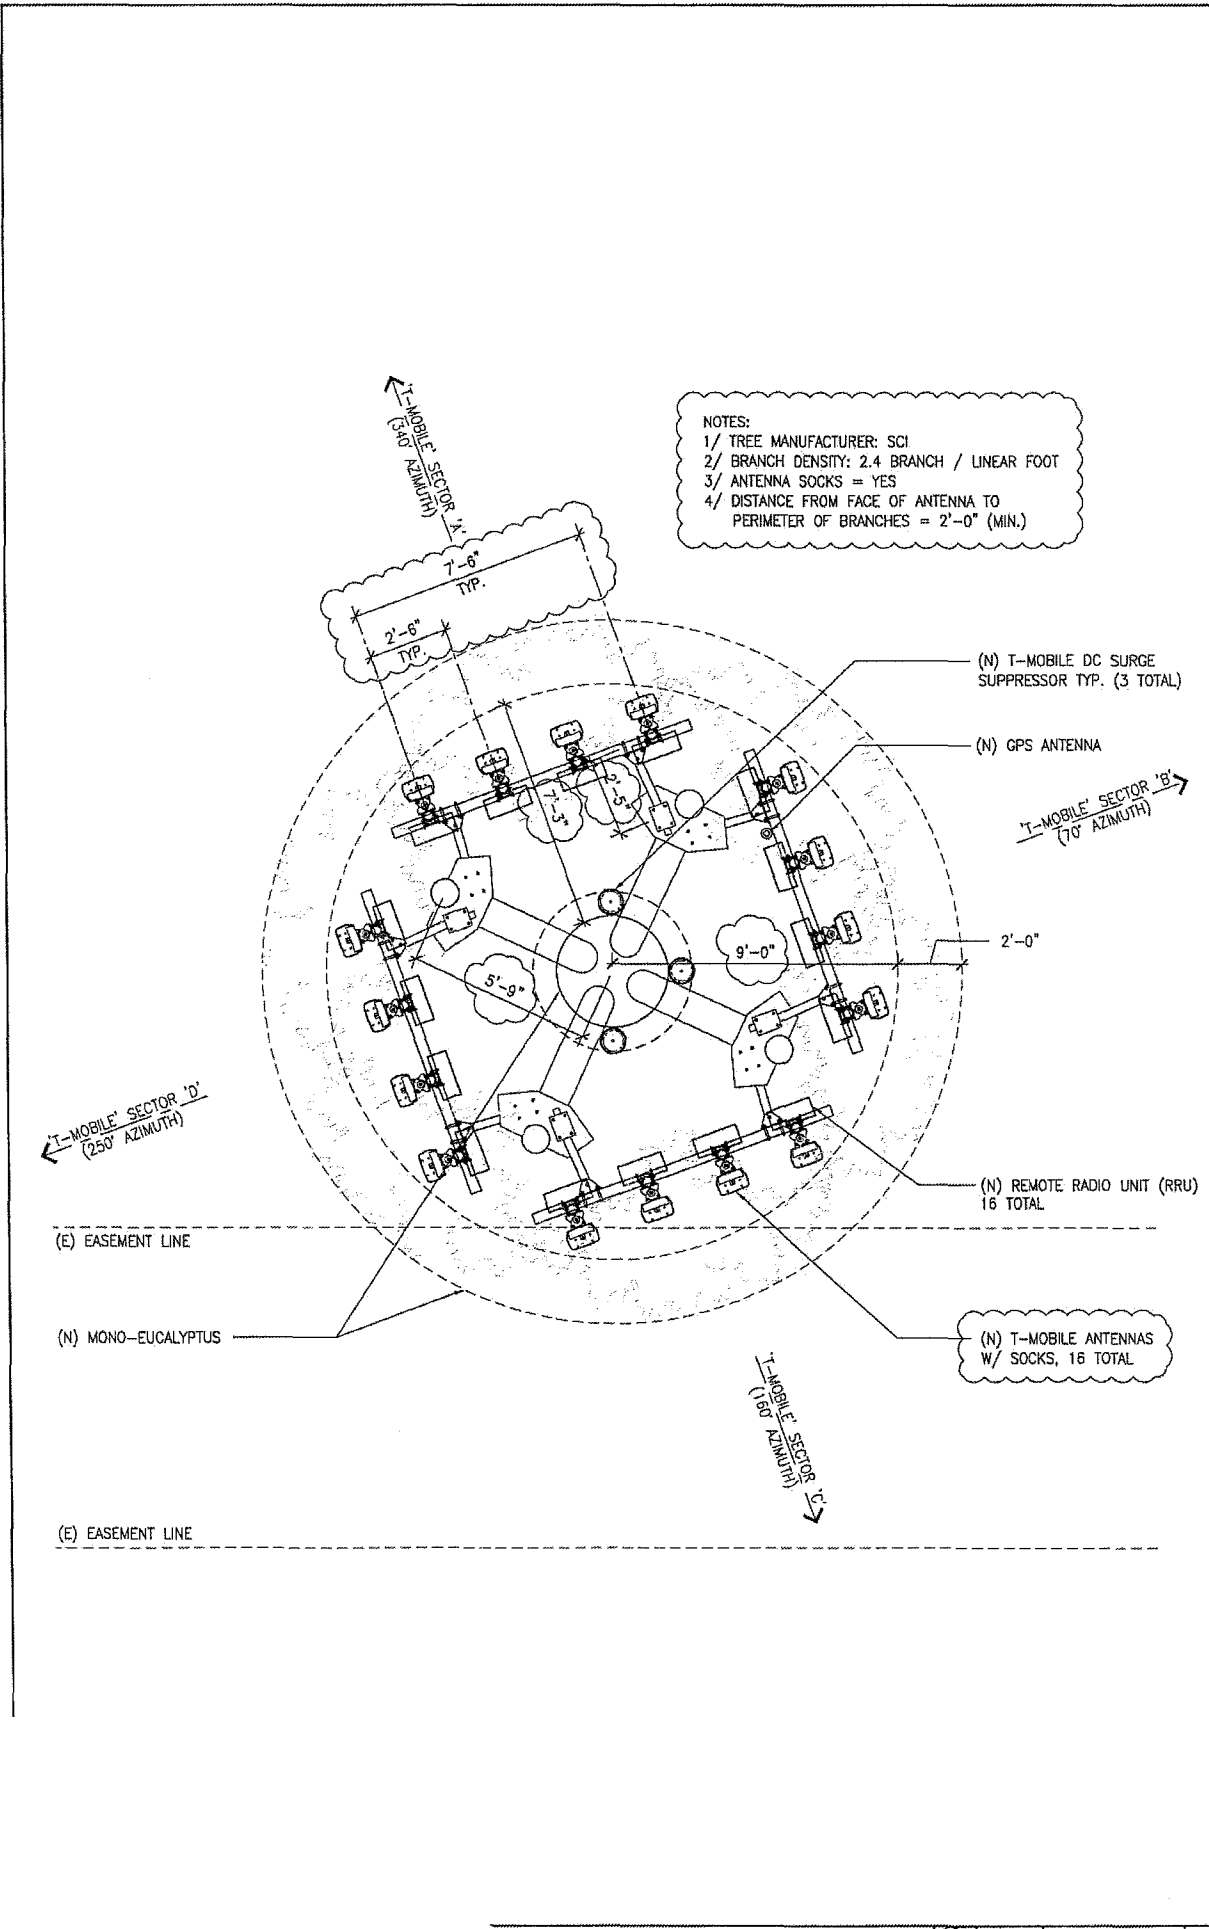 'T-MOBILE' SECTOR 'A'
(340° AZIMUTH)
NOTES:
1/ TREE MANUFACTURER: SCI
2/ BRANCH DENSITY: 2.4 BRANCH / LINEAR FOOT
3/ ANTENNA SOCKS = YES
4/ DISTANCE FROM FACE OF ANTENNA TO
PERIMETER OF BRANCHES = 2'-0" (MIN.)
7'-6"
TYP.
2'-6"
TYP.
(N) T-MOBILE DC SURGE
SUPPRESSOR TYP. (3 TOTAL)
(N) GPS ANTENNA
'T-MOBILE' SECTOR 'B'
(70° AZIMUTH)
7'-3"
2'-5"
9'-0"
2'-0"
5'-9"
'T-MOBILE' SECTOR 'D'
(250° AZIMUTH)
(N) REMOTE RADIO UNIT (RRU)
16 TOTAL
(E) EASEMENT LINE
(N) MONO-EUCALYPTUS
(N) T-MOBILE ANTENNAS
W/ SOCKS, 16 TOTAL
'T-MOBILE' SECTOR 'C'
(160° AZIMUTH)
(E) EASEMENT LINE